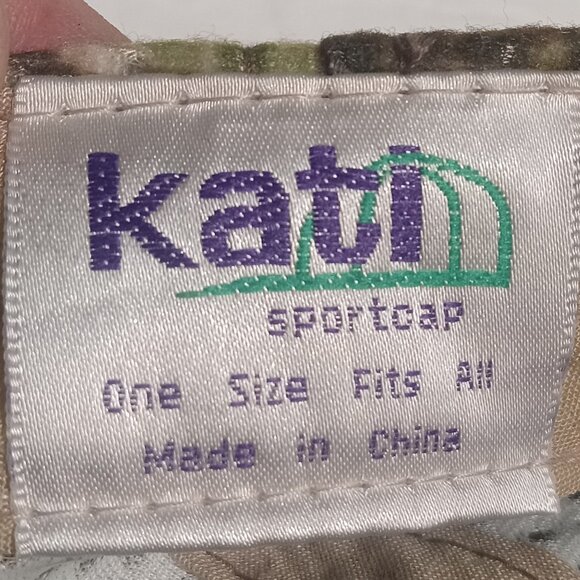 kati
sportcap
One Size Fits All
Made in China